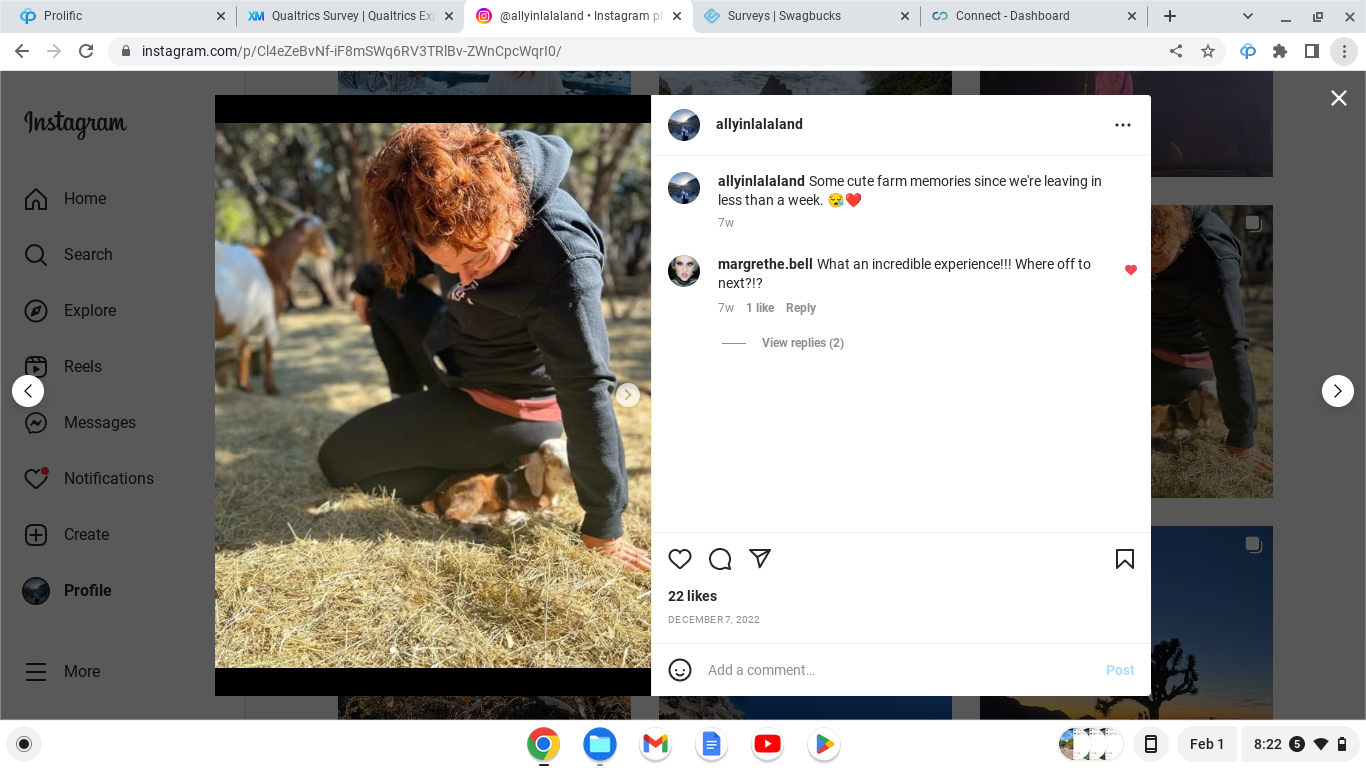 Prolific
Qualtrics Survey | Qualtrics Exp
@allyinlalaland • Instagram ph
Surveys | Swagbucks
Connect - Dashboard
instagram.com/p/Cl4eZeBvNf-iF8mSWq6RV3TRlBv-ZWnCpcWqrI0/
Instagram
Home
Search
Explore
Reels
Messages
Notifications
Create
Profile
More
allyinlalaland
allyinlalaland Some cute farm memories since we're leaving in
less than a week. 😪❤️
7w
margrethe.bell What an incredible experience!!! Where off to
next?!?
7w 1 like Reply
View replies (2)
22 likes
DECEMBER 7, 2022
Add a comment…
Post
Feb 1
8:22 5